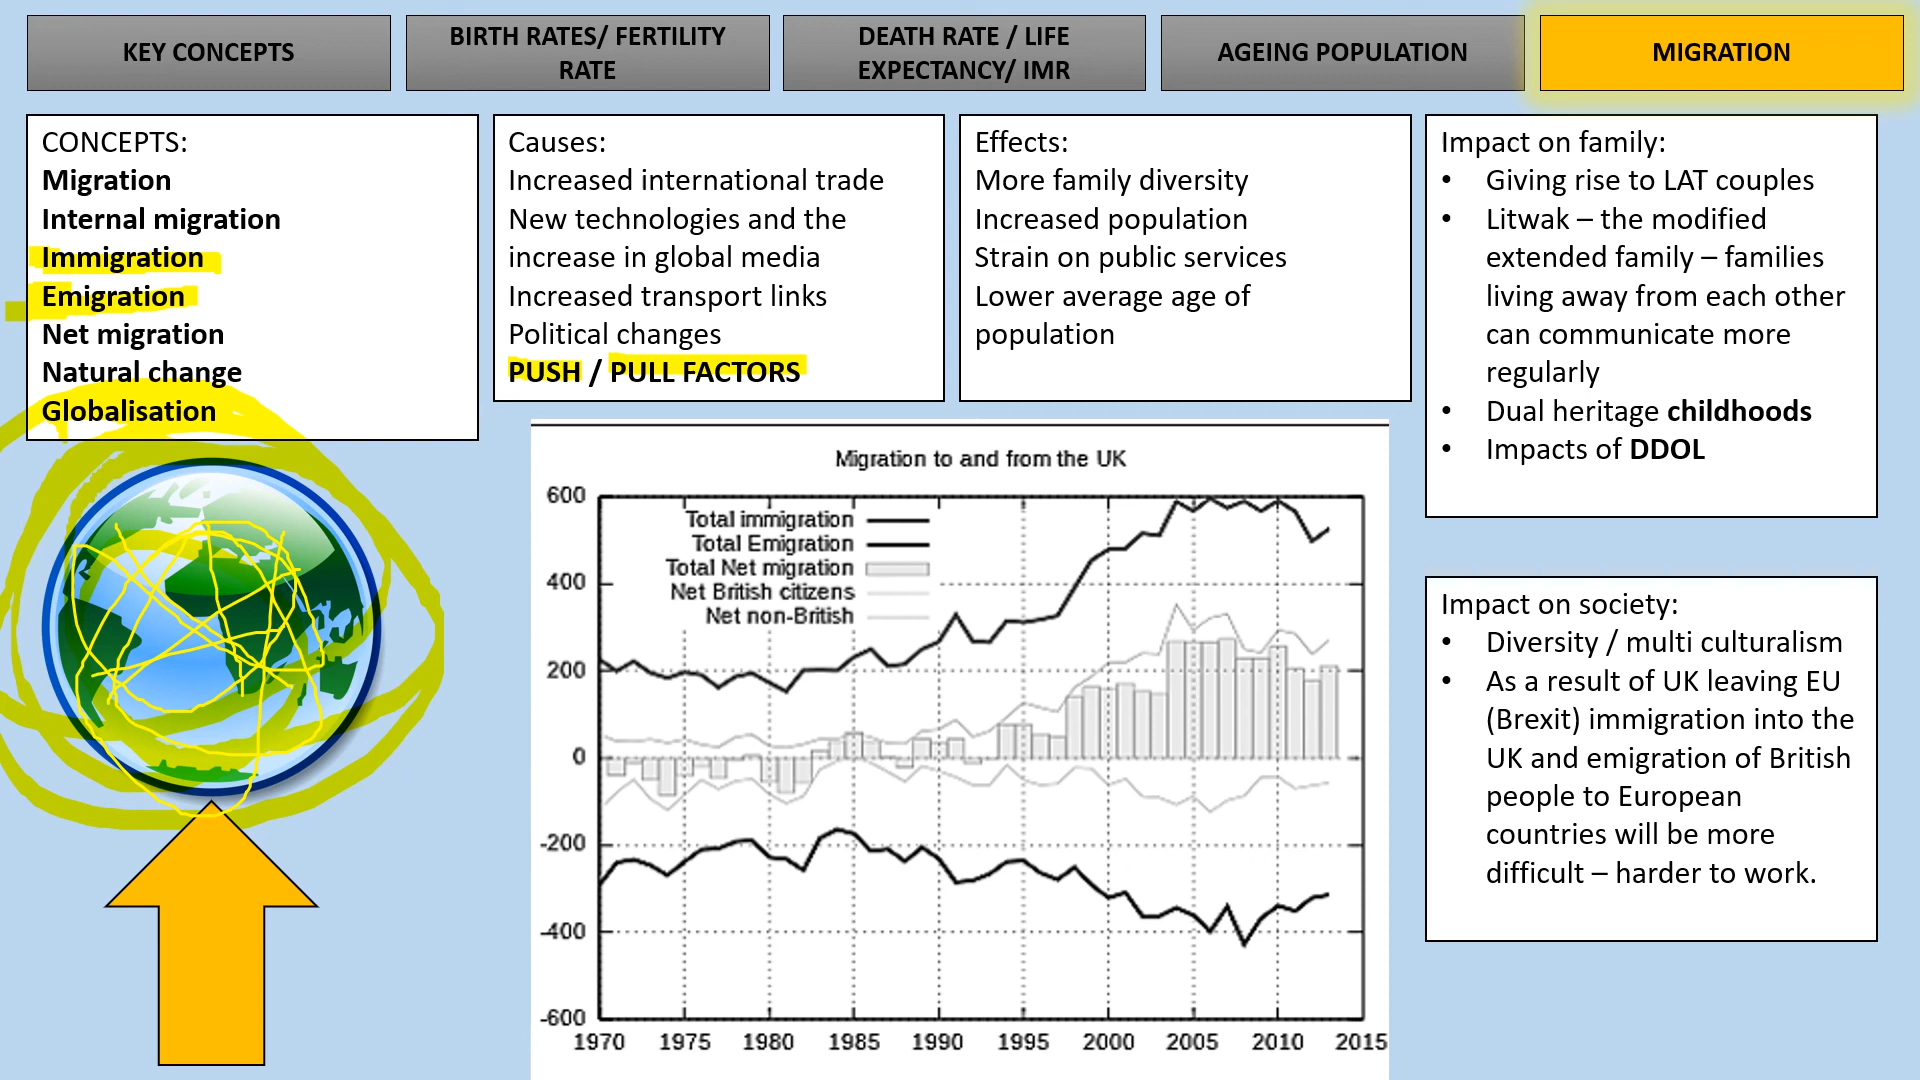 KEY CONCEPTS
BIRTH RATES/ FERTILITY
RATE
DEATH RATE / LIFE
EXPECTANCY/ IMR
AGEING POPULATION
MIGRATION
CONCEPTS:
Migration
Internal migration
Immigration
Emigration
Net migration
Natural change
Globalisation
Causes:
Increased international trade
New technologies and the
increase in global media
Increased transport links
Political changes
PUSH / PULL FACTORS
Effects:
More family diversity
Increased population
Strain on public services
Lower average age of
population
Impact on family:
• Giving rise to LAT couples
• Litwak – the modified
extended family – families
living away from each other
can communicate more
regularly
• Dual heritage childhoods
• Impacts of DDOL
Migration to and from the UK
Total immigration
Total Emigration
Total Net migration
Net British citizens
Net non-British
600
400
200
0
-200
-400
-600
1970 1975 1980 1985 1990 1995 2000 2005 2010 2015
Impact on society:
• Diversity / multi culturalism
• As a result of UK leaving EU
(Brexit) immigration into the
UK and emigration of British
people to European
countries will be more
difficult – harder to work.